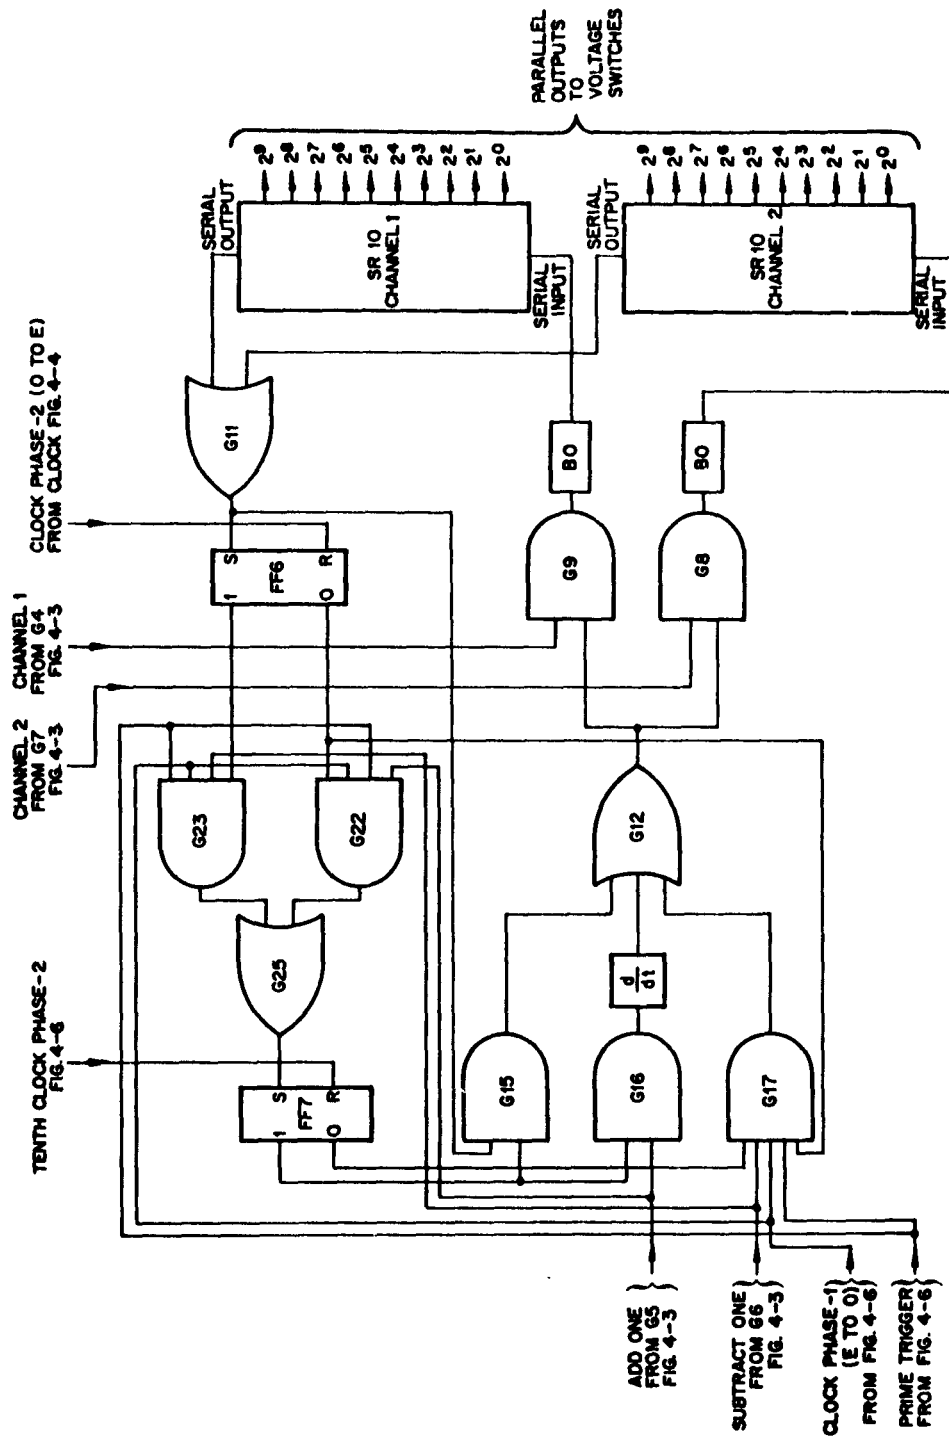 PARALLEL
OUTPUTS
TO
VOLTAGE
SWITCHES
SERIAL
OUTPUT
SR 10
CHANNEL 1
2⁹
2⁸
2⁷
2⁶
2⁵
2⁴
2³
2²
2¹
2⁰
SERIAL
INPUT
SERIAL
OUTPUT
SR 10
CHANNEL 2
2⁹
2⁸
2⁷
2⁶
2⁵
2⁴
2³
2²
2¹
2⁰
SERIAL
INPUT
CLOCK PHASE-2 (0 TO E)
FROM CLOCK FIG. 4-4
G11
BO
BO
CHANNEL 1
FROM G4
FIG. 4-3
S
R
FF6
1
0
G9
G8
CHANNEL 2
FROM G7
FIG. 4-3
G23
G22
G12
G25
TENTH CLOCK PHASE-2
FIG. 4-6
d
dt
S
R
FF7
1
0
G15
G16
G17
ADD ONE
FROM G5
FIG. 4-3
SUBTRACT ONE
FROM G6
FIG. 4-3
CLOCK PHASE-1
(E TO 0)
FROM FIG. 4-6
PRIME TRIGGER
FROM FIG. 4-6